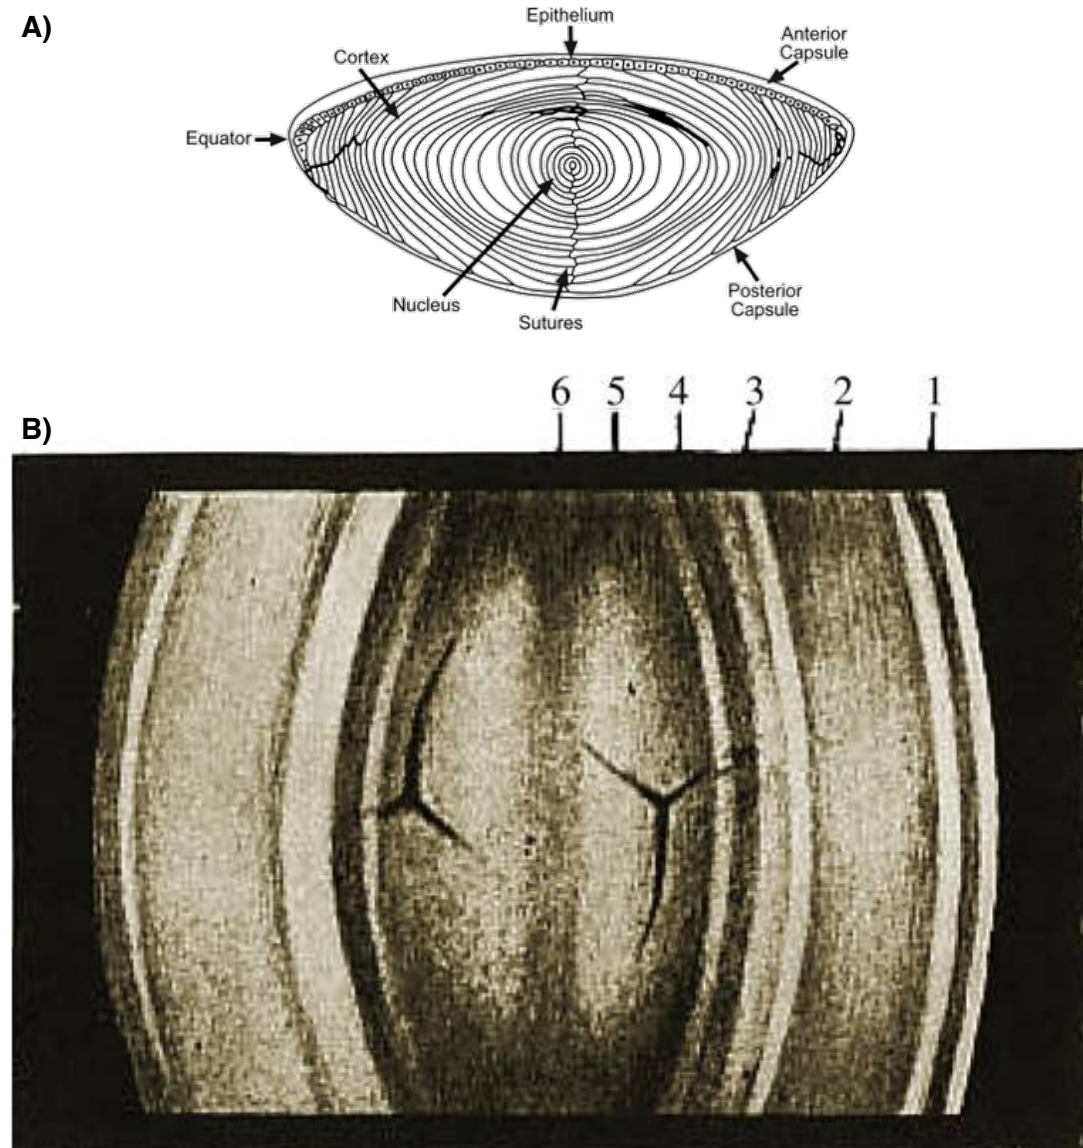 A)
Epithelium
Anterior
Capsule
Cortex
Equator
Nucleus
Sutures
Posterior
Capsule
B)
6 5 4 3 2 1